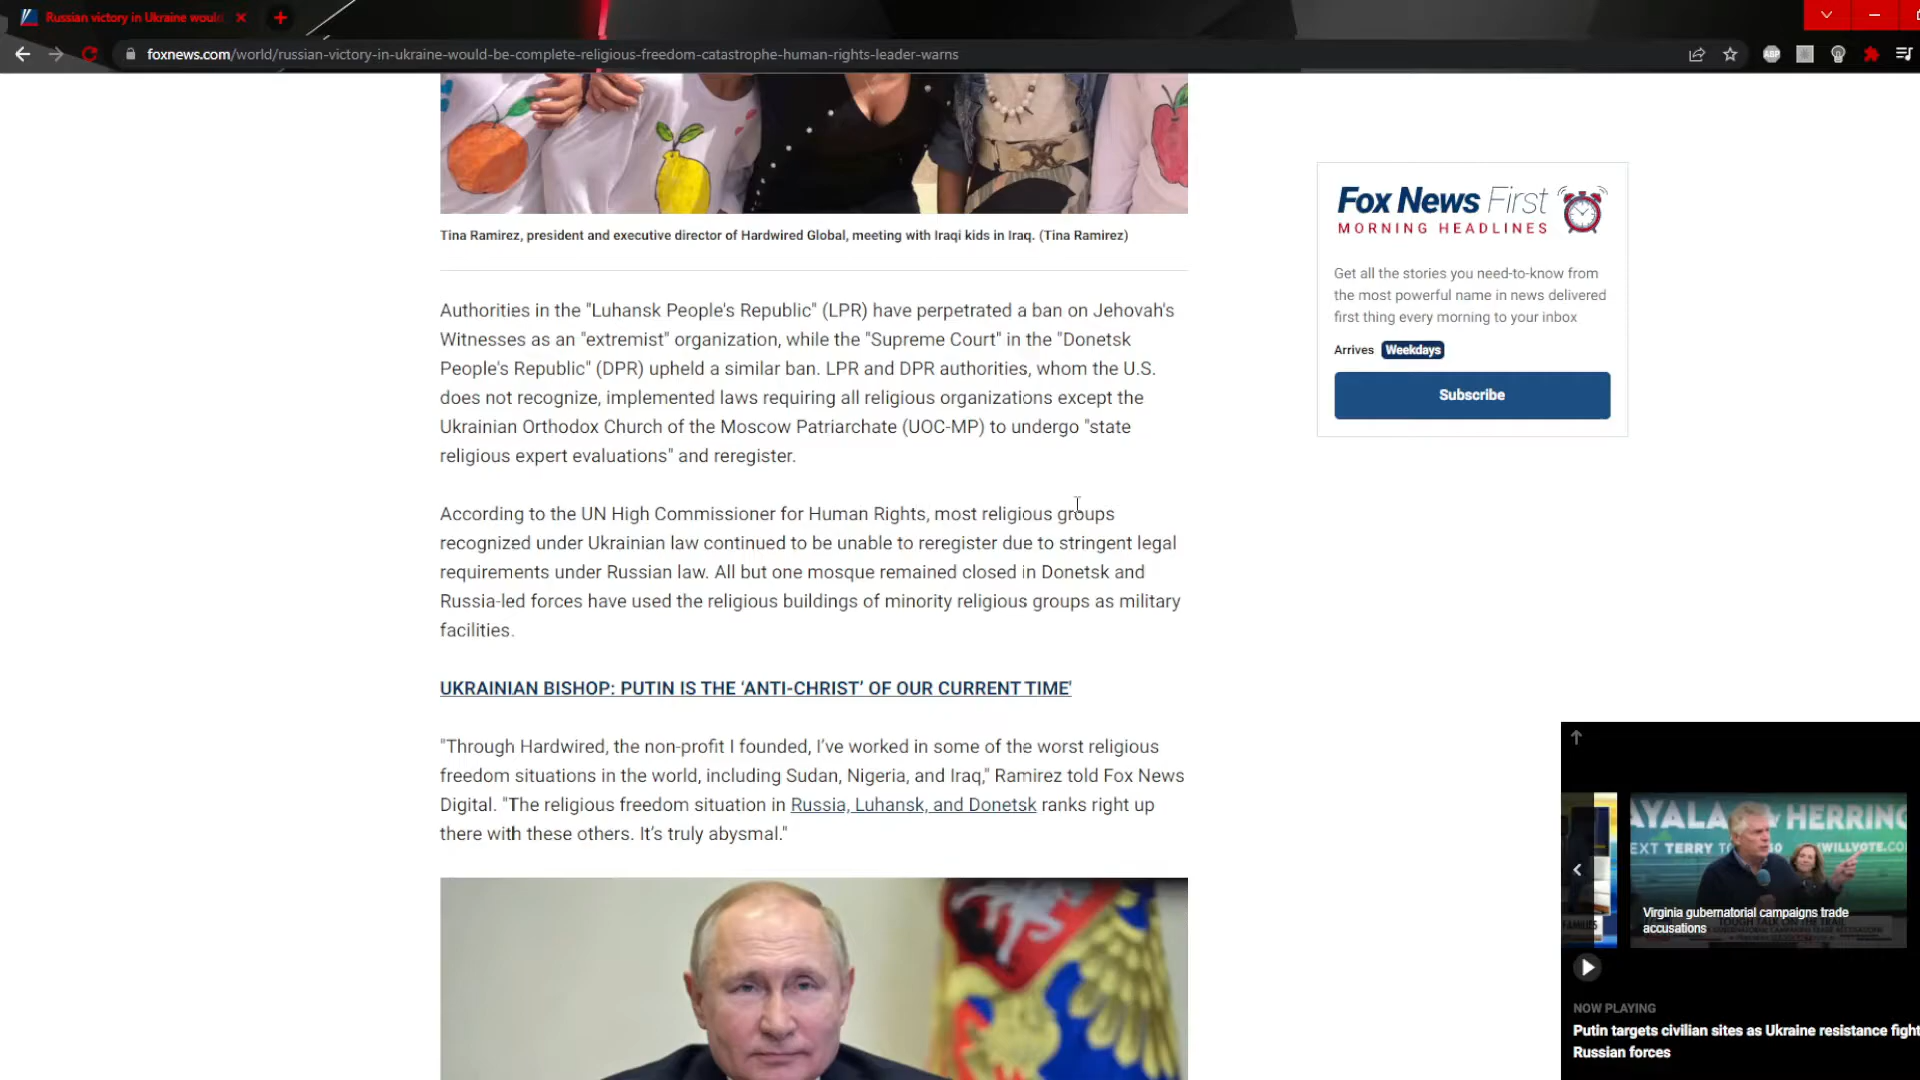 Russian victory in Ukraine would
foxnews.com/world/russian-victory-in-ukraine-would-be-complete-religious-freedom-catastrophe-human-rights-leader-warns
ABP
Tina Ramirez, president and executive director of Hardwired Global, meeting with Iraqi kids in Iraq. (Tina Ramirez)
Authorities in the "Luhansk People's Republic" (LPR) have perpetrated a ban on Jehovah's
Witnesses as an "extremist" organization, while the "Supreme Court" in the "Donetsk
People's Republic" (DPR) upheld a similar ban. LPR and DPR authorities, whom the U.S.
does not recognize, implemented laws requiring all religious organizations except the
Ukrainian Orthodox Church of the Moscow Patriarchate (UOC-MP) to undergo "state
religious expert evaluations" and reregister.
According to the UN High Commissioner for Human Rights, most religious groups
recognized under Ukrainian law continued to be unable to reregister due to stringent legal
requirements under Russian law. All but one mosque remained closed in Donetsk and
Russia-led forces have used the religious buildings of minority religious groups as military
facilities.
UKRAINIAN BISHOP: PUTIN IS THE ‘ANTI-CHRIST’ OF OUR CURRENT TIME'
"Through Hardwired, the non-profit I founded, I’ve worked in some of the worst religious
freedom situations in the world, including Sudan, Nigeria, and Iraq," Ramirez told Fox News
Digital. "The religious freedom situation in Russia, Luhansk, and Donetsk ranks right up
there with these others. It’s truly abysmal."
Fox News First
MORNING HEADLINES
Get all the stories you need-to-know from
the most powerful name in news delivered
first thing every morning to your inbox
Arrives Weekdays
Subscribe
AYALA HERRING
EXT TERRY TO IWILLVOTE.CO
Virginia gubernatorial campaigns trade
accusations
NOW PLAYING
Putin targets civilian sites as Ukraine resistance fight
Russian forces